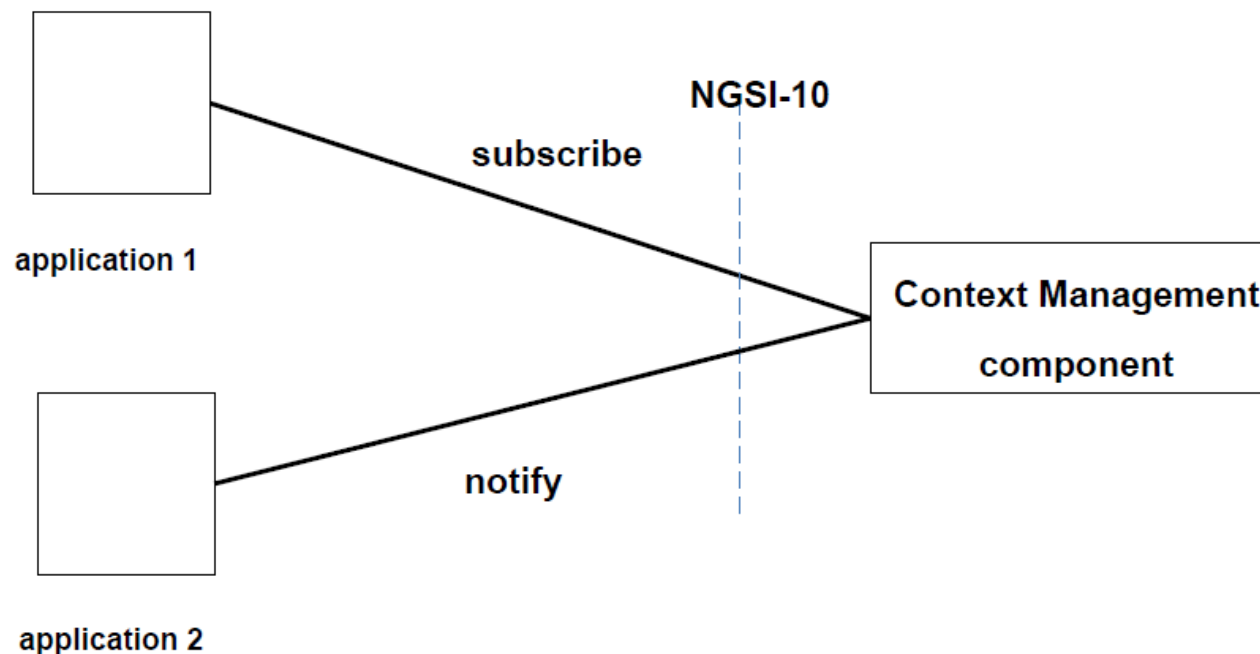 NGSI-10
subscribe
application 1
Context Management
component
notify
application 2